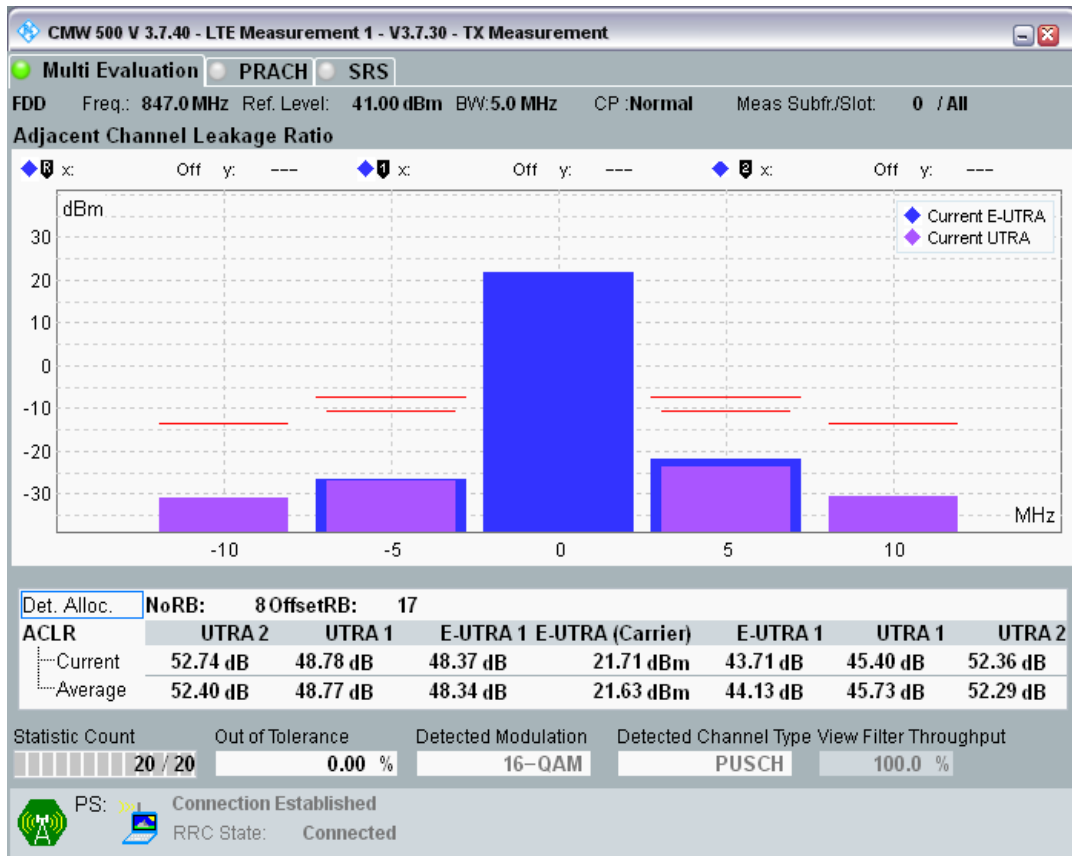 CMW 500 V 3.7.40 - LTE Measurement 1 - V3.7.30 - TX Measurement
Multi Evaluation PRACH SRS
FDD Freq.: 847.0 MHz Ref. Level: 41.00 dBm BW: 5.0 MHz CP :Normal Meas Subfr./Slot: 0 / All
Adjacent Channel Leakage Ratio
R x: Off y: --- 1 x: Off y: --- 2 x: Off y: ---
dBm
Current E-UTRA
Current UTRA
30
20
10
0
-10
-20
-30
MHz
-10 -5 0 5 10
Det. Alloc. NoRB: 8 OffsetRB: 17
ACLR UTRA 2 UTRA 1 E-UTRA 1 E-UTRA (Carrier) E-UTRA 1 UTRA 1 UTRA 2
Current 52.74 dB 48.78 dB 48.37 dB 21.71 dBm 43.71 dB 45.40 dB 52.36 dB
Average 52.40 dB 48.77 dB 48.34 dB 21.63 dBm 44.13 dB 45.73 dB 52.29 dB
Statistic Count Out of Tolerance Detected Modulation Detected Channel Type View Filter Throughput
20 / 20 0.00 % 16-QAM PUSCH 100.0 %
PS: Connection Established
RRC State: Connected